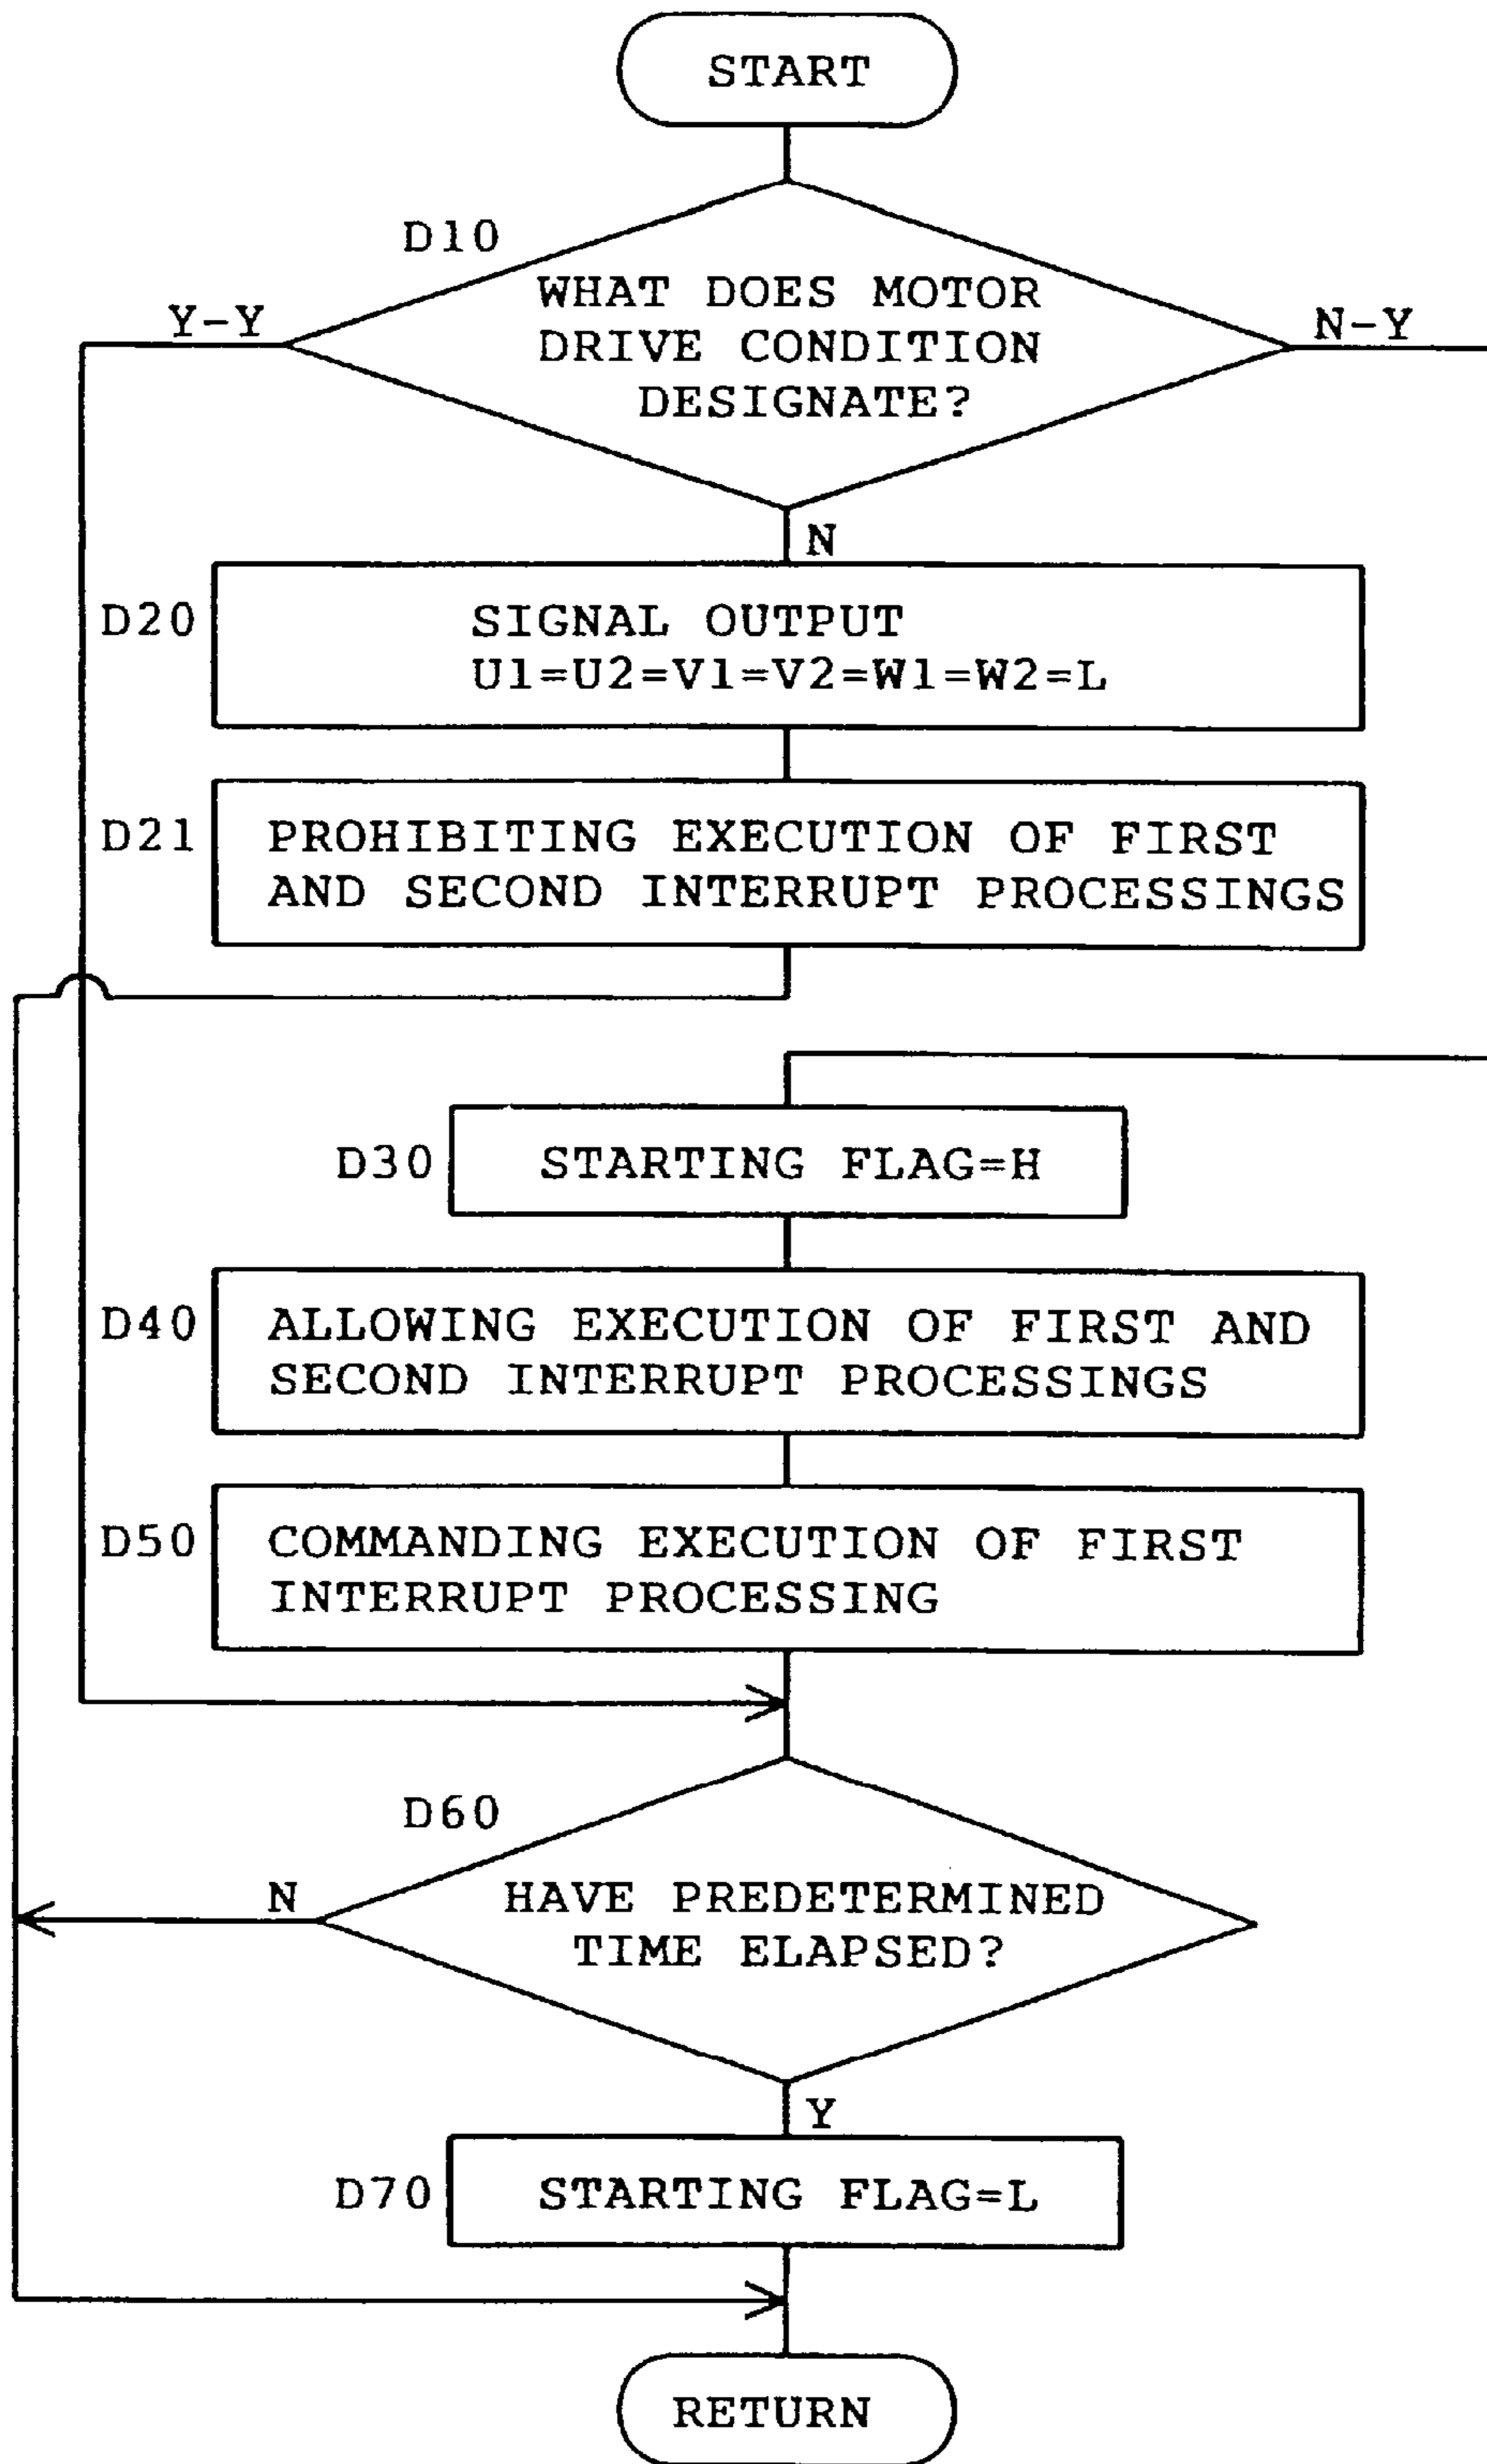 START
D10
WHAT DOES MOTOR
DRIVE CONDITION
DESIGNATE?
Y-Y
N-Y
N
D20
SIGNAL OUTPUT
U1=U2=V1=V2=W1=W2=L
D21
PROHIBITING EXECUTION OF FIRST
AND SECOND INTERRUPT PROCESSINGS
D30
STARTING FLAG=H
D40
ALLOWING EXECUTION OF FIRST AND
SECOND INTERRUPT PROCESSINGS
D50
COMMANDING EXECUTION OF FIRST
INTERRUPT PROCESSING
D60
N
HAVE PREDETERMINED
TIME ELAPSED?
Y
D70
STARTING FLAG=L
RETURN